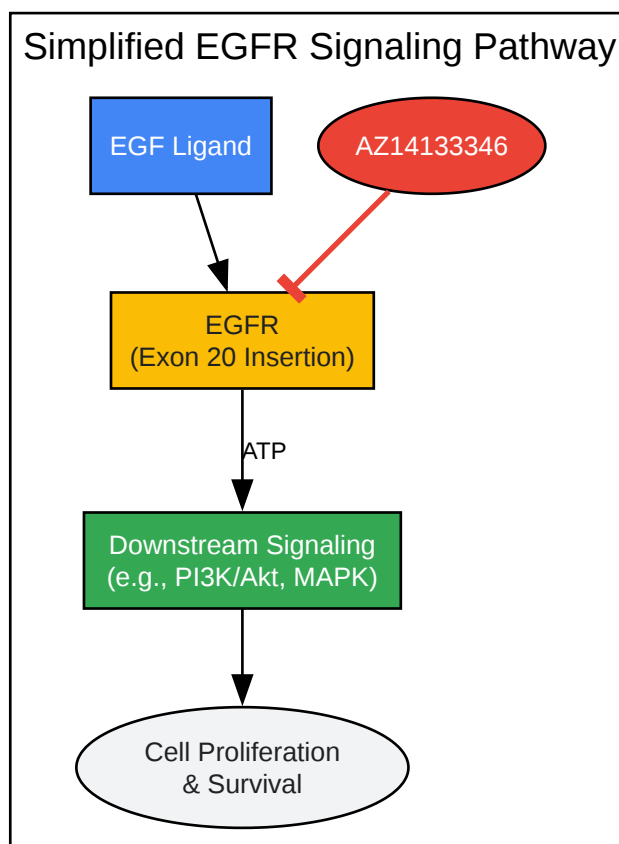 Simplified EGFR Signaling Pathway
EGF Ligand
AZ14133346
EGFR
(Exon 20 Insertion)
ATP
Downstream Signaling
(e.g., PI3K/Akt, MAPK)
Cell Proliferation
& Survival